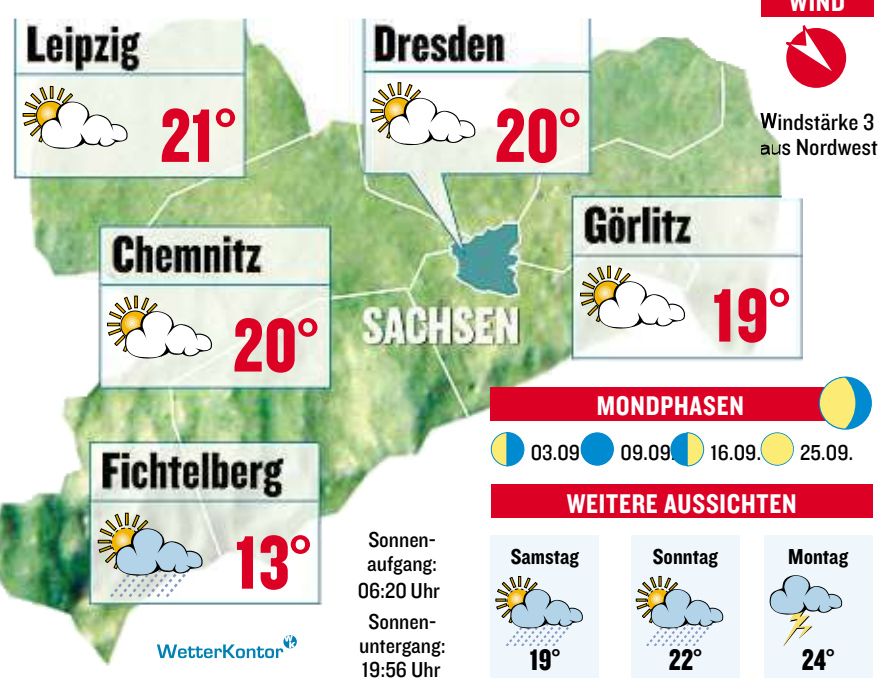 Leipzig
21°
Dresden
20°
WIND
Windstärke 3
aus Nordwest
Chemnitz
20°
Görlitz
19°
SACHSEN
Fichtelberg
13°
MONDPHASEN
03.09
09.09.
16.09.
25.09.
WEITERE AUSSICHTEN
Samstag
19°
Sonntag
22°
Montag
24°
Sonnen-
aufgang:
06:20 Uhr
Sonnen-
untergang:
19:56 Uhr
WetterKontor